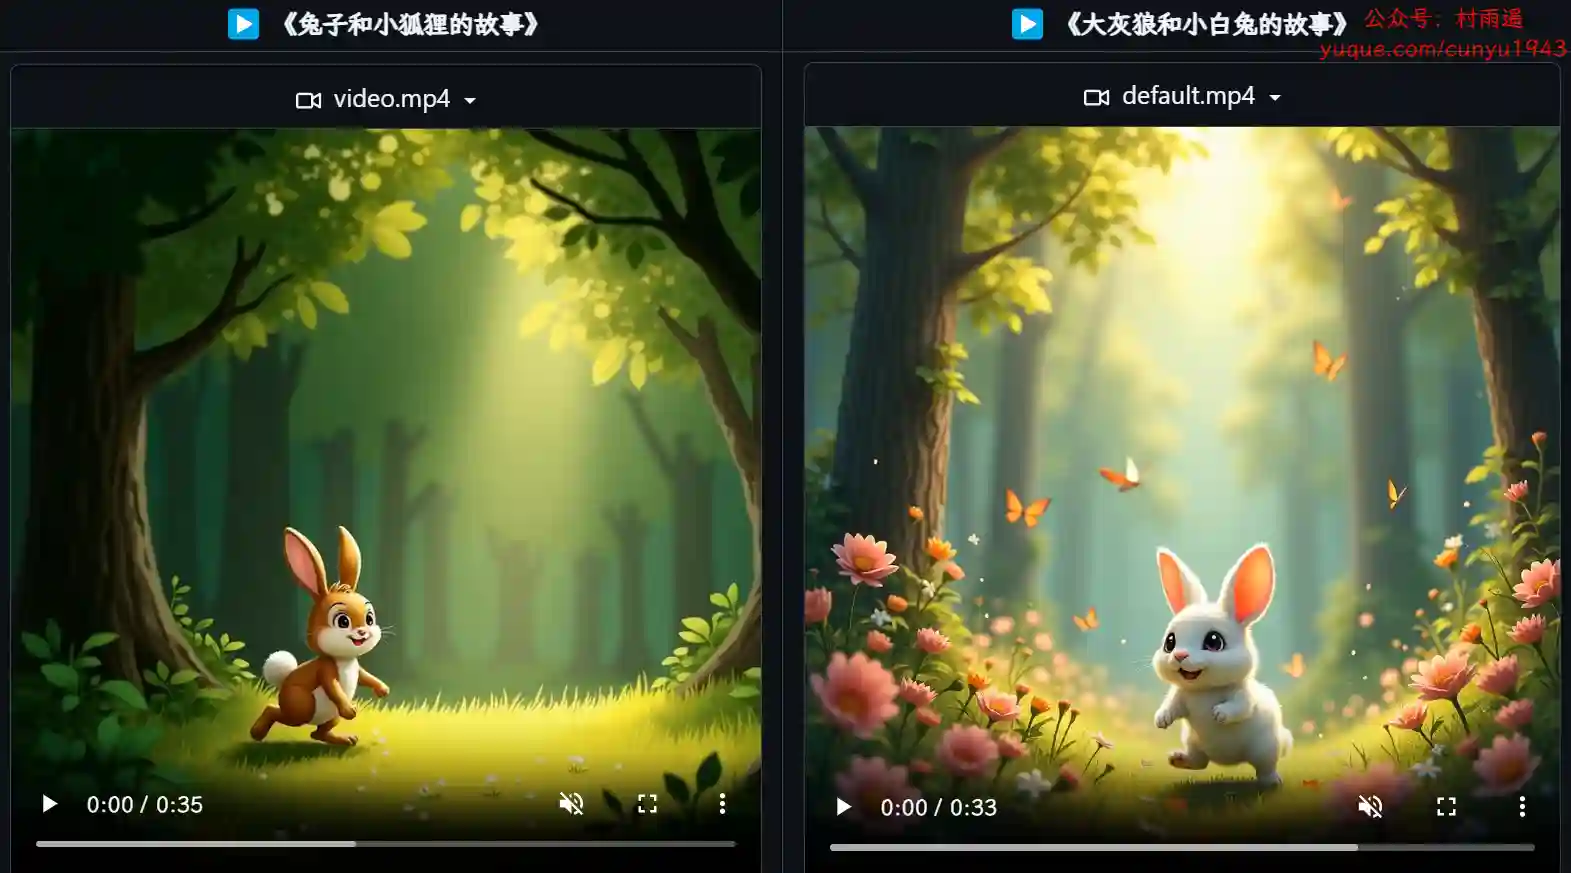 《兔子和小狐狸的故事》
video.mp4
0:00 / 0:35
《大灰狼和小白兔的故事》
公众号：村雨遥
yuque.com/cunyu1943
default.mp4
0:00 / 0:33